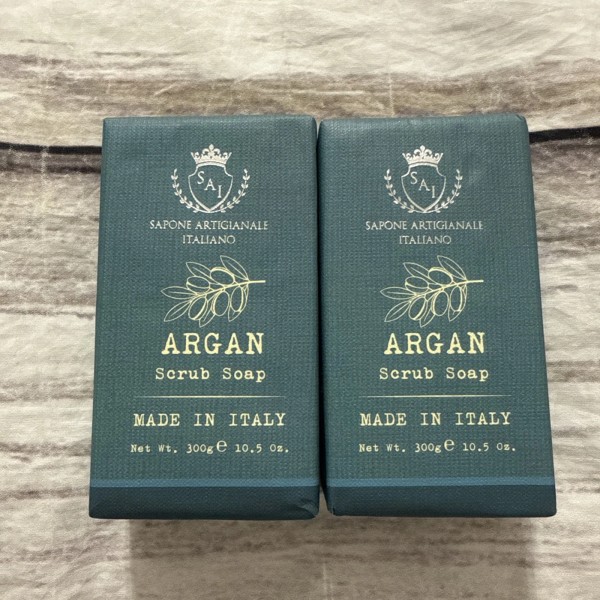 SAI
SAPONE ARTIGIANALE
ITALIANO
ARGAN
Scrub Soap
MADE IN ITALY
Net Wt. 300g e 10.5 Oz.
SAI
SAPONE ARTIGIANALE
ITALIANO
ARGAN
Scrub Soap
MADE IN ITALY
Net Wt. 300g e 10.5 Oz.